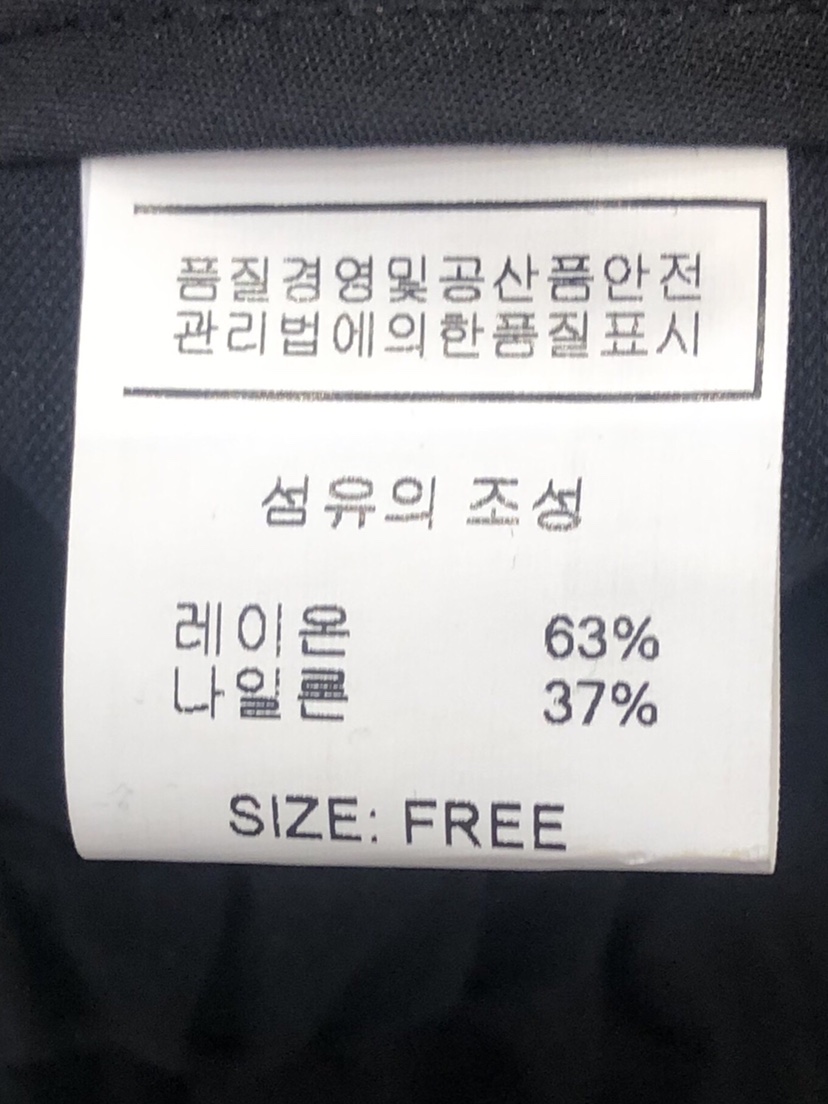 품질경영및공산품안전
관리법에의한품질표시
섬유의 조성
레이온 63%
나일론 37%
SIZE: FREE